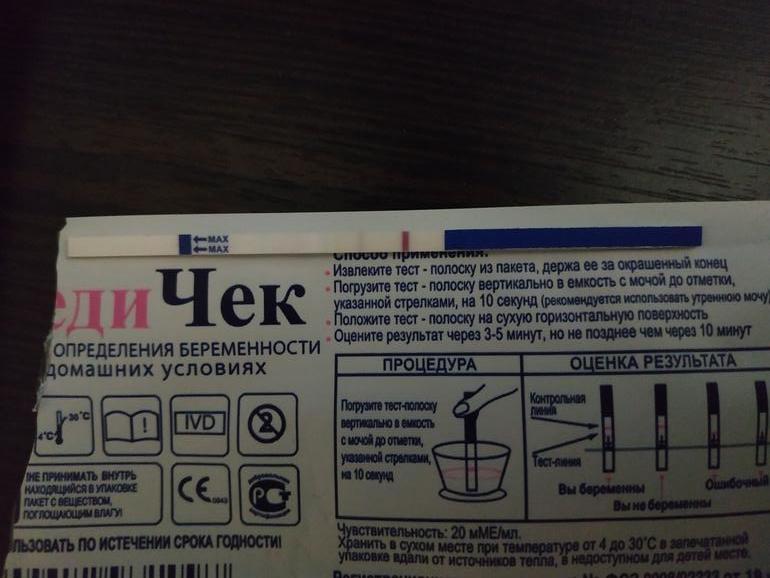 MAX
MAX
еди Чек
ОПРЕДЕЛЕНИЯ БЕРЕМЕННОСТИ
домашних условиях
Способ применения:
Извлеките тест - полоску из пакета, держа ее за окрашенный конец
Погрузите тест - полоску вертикально в емкость с мочой до отметки,
указанной стрелками, на 10 секунд (рекомендуется использовать утреннюю мочу)
Положите тест - полоску на сухую горизонтальную поверхность
Оцените результат через 3-5 минут, но не позднее чем через 10 минут
ПРОЦЕДУРА
Погрузите тест-полоску
вертикально в емкость
с мочой до отметки,
указанной стрелками,
на 10 секунд
ОЦЕНКА РЕЗУЛЬТАТА
Контрольная
линия
Тест-линия
Вы беременны
Вы не беременны
Ошибочный
4°C
30°C
IVD
2
НЕ ПРИНИМАТЬ ВНУТРЬ
НАХОДЯЩИЙСЯ В УПАКОВКЕ
ПАКЕТ С ВЕЩЕСТВОМ,
ПОГЛОЩАЮЩИМ ВЛАГУ!
CE
РСТ
ЛЬЗОВАТЬ ПО ИСТЕЧЕНИИ СРОКА ГОДНОСТИ!
Чувствительность: 20 мМЕ/мл.
Хранить в сухом месте при температуре от 4 до 30°С в запечатанной
упаковке вдали от источников тепла, в недоступном для детей месте.